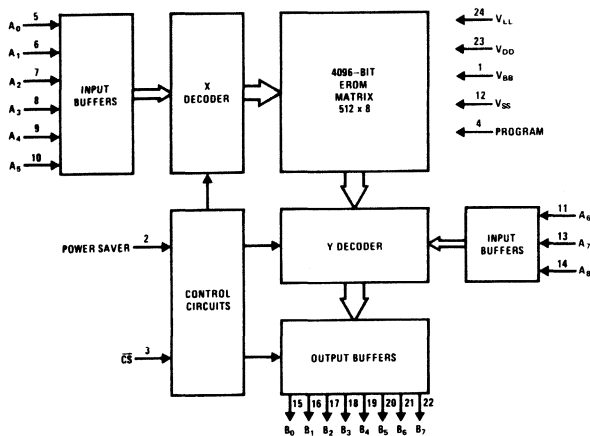 A0 5
A1 6
A2 7
A3 8
A4 9
A5 10
INPUT
BUFFERS
X
DECODER
4096-BIT
EROM
MATRIX
512 x 8
24 VLL
23 VDD
1 VBB
12 VSS
4 PROGRAM
POWER SAVER 2
CS 3
CONTROL
CIRCUITS
Y DECODER
INPUT
BUFFERS
11 A6
13 A7
14 A8
OUTPUT BUFFERS
15 16 17 18 19 20 21 22
B0 B1 B2 B3 B4 B5 B6 B7